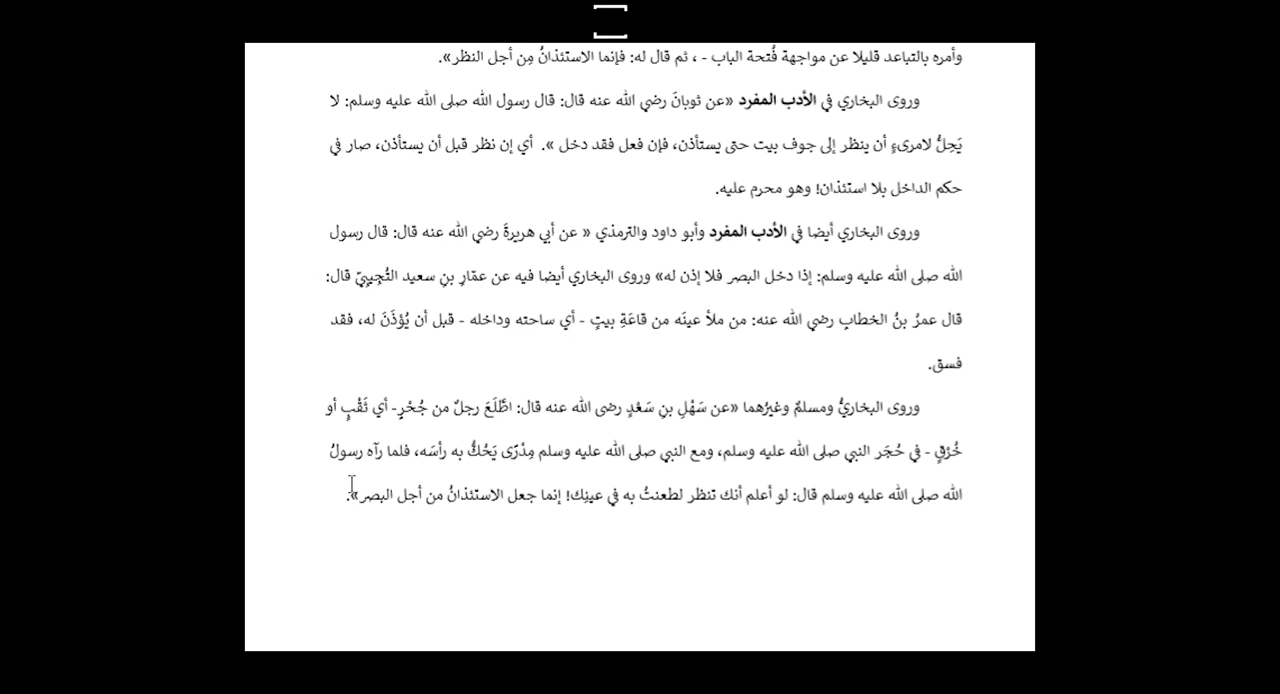 وأمره بالتباعد قليلا عن مواجهة فُتحة الباب - ، ثم قال له: فإنما الاستئذانُ مِن أجل النظر».
وروى البخاري في الأدب المفرد «عن ثوبانَ رضي الله عنه قال: قال رسول الله صلى الله عليه وسلم: لا
يَحِلُّ لامرىءٍ أن ينظر إلى جوف بيت حتى يستأذن، فإن فعل فقد دخل ». أي إن نظر قبل أن يستأذن، صار في
حكم الداخل بلا استئذان! وهو محرم عليه.
وروى البخاري أيضا في الأدب المفرد وأبو داود والترمذي « عن أبي هريرةَ رضي الله عنه قال: قال رسول
الله صلى الله عليه وسلم: إذا دخل البصر فلا إذن له» وروى البخاري أيضا فيه عن عمّارِ بنِ سعيد التُجِيبِيّ قال:
قال عمرُ بنُ الخطابِ رضي الله عنه: من ملأ عينَه من قاعَةِ بيتٍ - أي ساحته وداخله - قبل أن يُؤذَنَ له، فقد
فسق.
وروى البخاريُّ ومسلمٌ وغيرُهما «عن سَهْلِ بنِ سَعْدٍ رضى الله عنه قال: اطَّلَعَ رجلٌ من جُحْرٍ- أي ثَقْبٍ أو
خُرْقٍ - في حُجَر النبي صلى الله عليه وسلم، ومع النبي صلى الله عليه وسلم مِدْرًى يَحُكُّ به رأسَه، فلما رآه رسولُ
الله صلى الله عليه وسلم قال: لو أعلم أنك تنظر لطعنتُ به في عينِك! إنما جعل الاستئذانُ من أجل البصر».